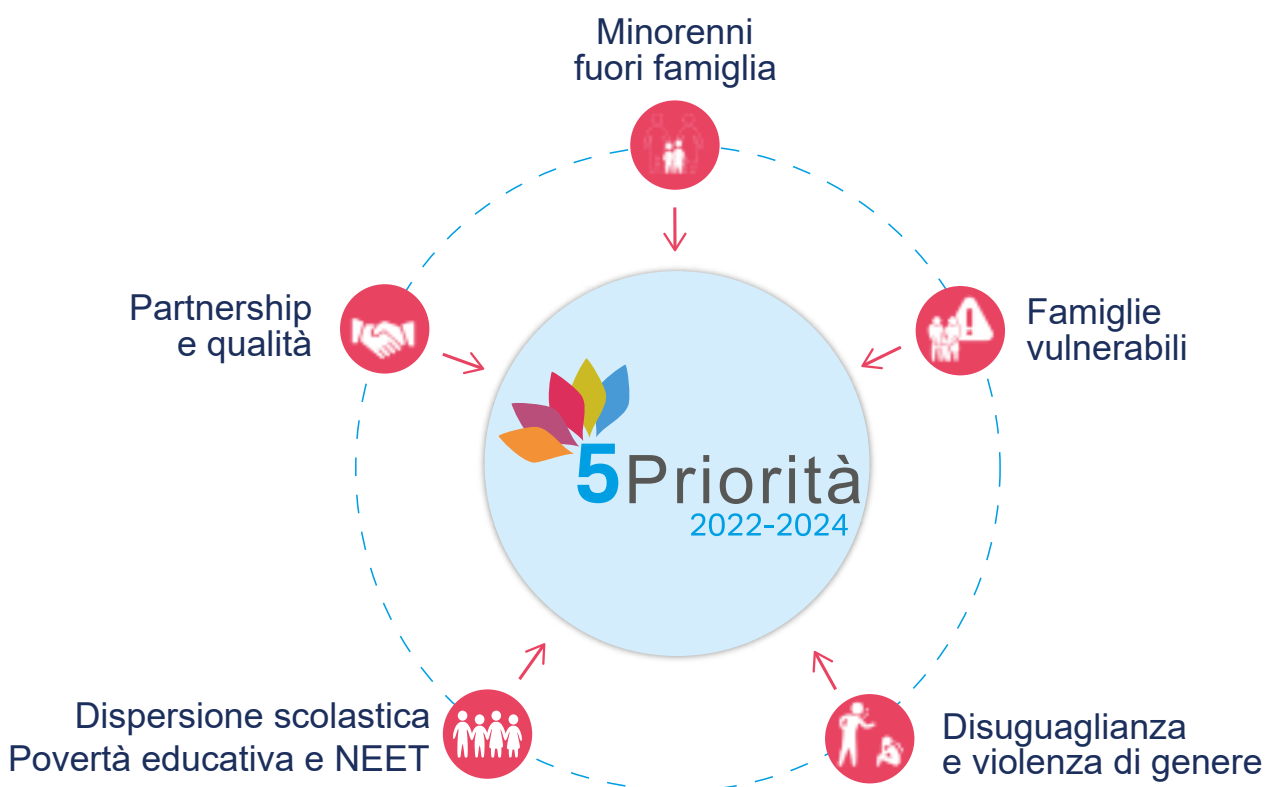 Minorenni
fuori famiglia
Partnership
e qualità
Famiglie
vulnerabili
5Priorità
2022-2024
Dispersione scolastica
Povertà educativa e NEET
Disuguaglianza
e violenza di genere